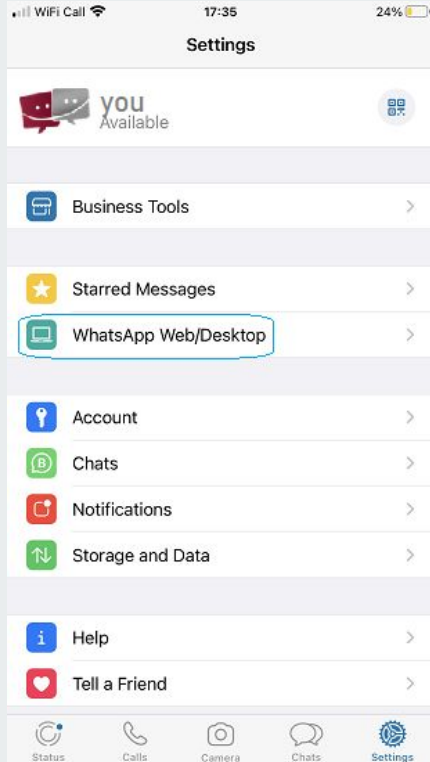 WiFi Call 17:35 24%
Settings
you
Available
Business Tools
Starred Messages
WhatsApp Web/Desktop
Account
Chats
Notifications
Storage and Data
Help
Tell a Friend
Status Calls Camera Chats Settings